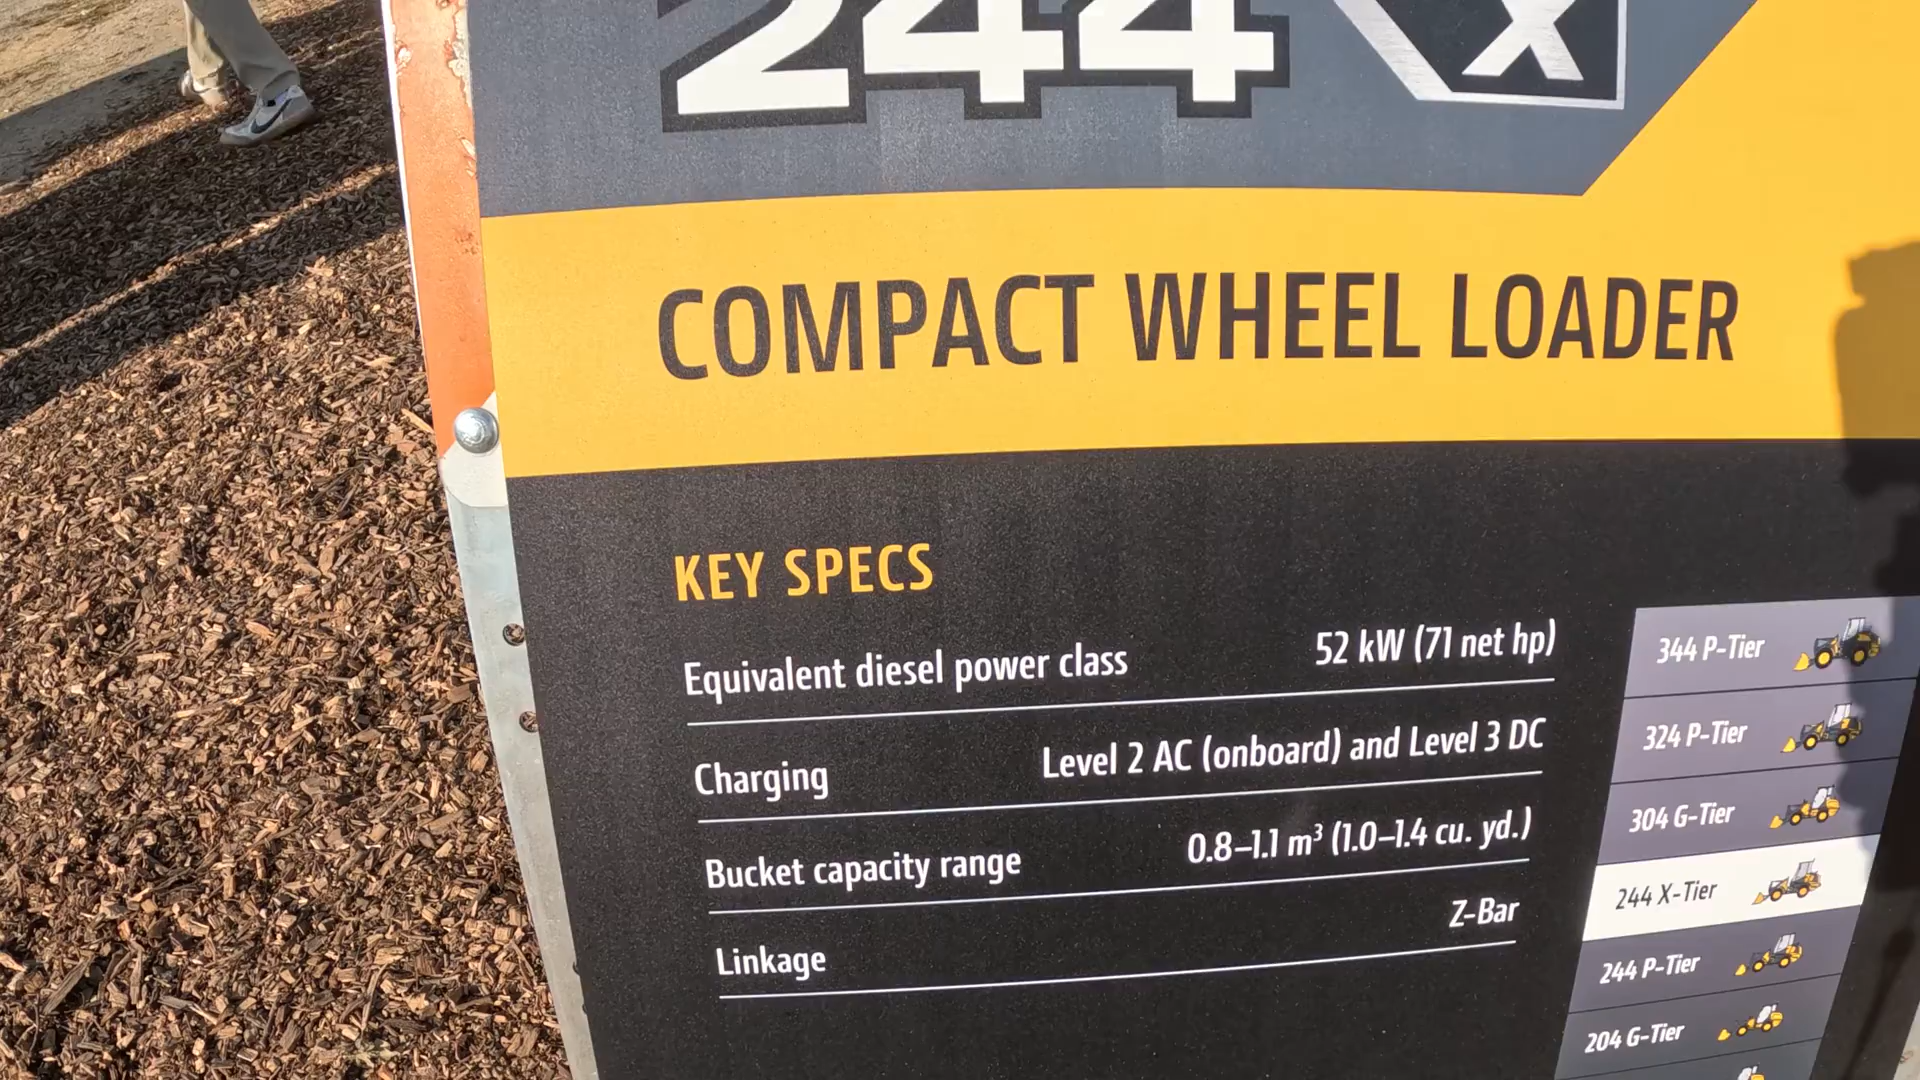 244 X
COMPACT WHEEL LOADER
KEY SPECS
Equivalent diesel power class 52 kW (71 net hp)
Charging Level 2 AC (onboard) and Level 3 DC
Bucket capacity range 0.8–1.1 m³ (1.0–1.4 cu. yd.)
Linkage Z-Bar
344 P-Tier
324 P-Tier
304 G-Tier
244 X-Tier
244 P-Tier
204 G-Tier